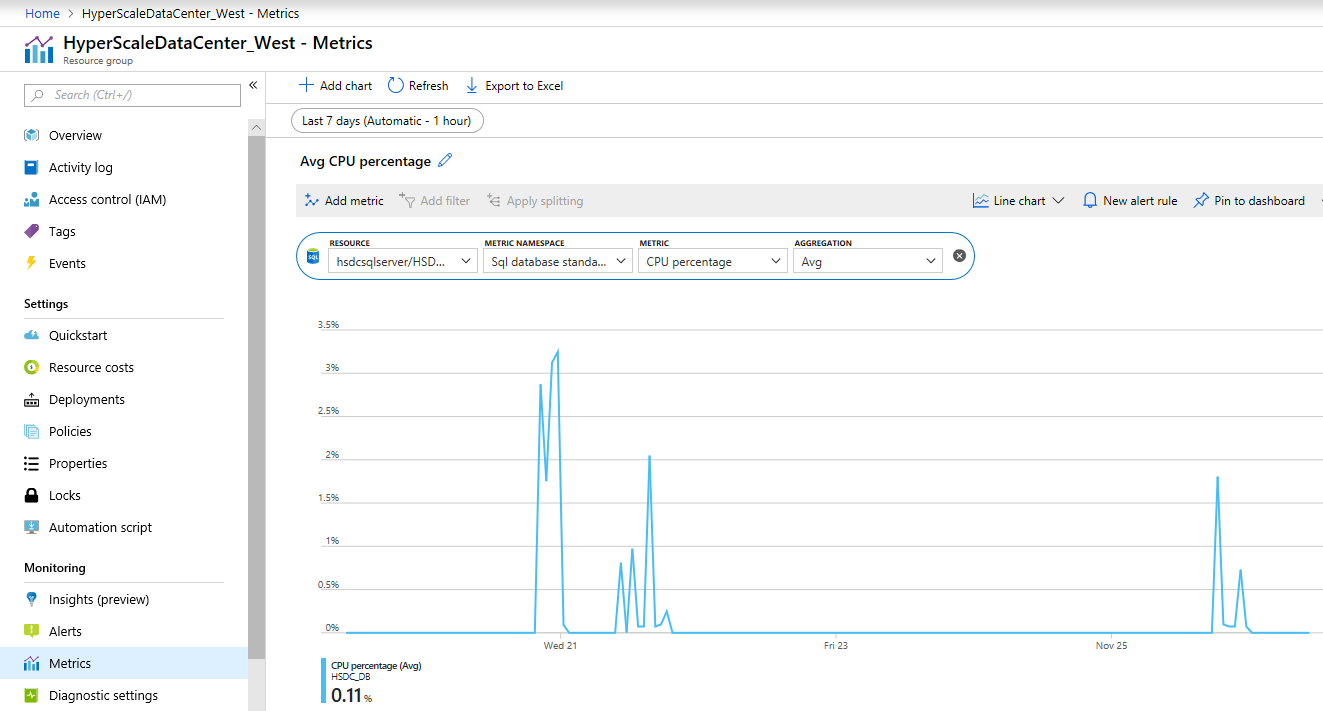 Home > HyperScaleDataCenter_West - Metrics
HyperScaleDataCenter_West - Metrics
Resource group
Search (Ctrl+/)
«
Overview
Activity log
Access control (IAM)
Tags
Events
Settings
Quickstart
Resource costs
Deployments
Policies
Properties
Locks
Automation script
Monitoring
Insights (preview)
Alerts
Metrics
Diagnostic settings
Add chart Refresh Export to Excel
Last 7 days (Automatic - 1 hour)
Avg CPU percentage
Add metric Add filter Apply splitting Line chart New alert rule Pin to dashboard
RESOURCE METRIC NAMESPACE METRIC AGGREGATION
SQL hsdcsqlserver/HSD... Sql database standa... CPU percentage Avg
3.5%
3%
2.5%
2%
1.5%
1%
0.5%
0%
Wed 21 Fri 23 Nov 25
CPU percentage (Avg)
HSDC_DB
0.11 %